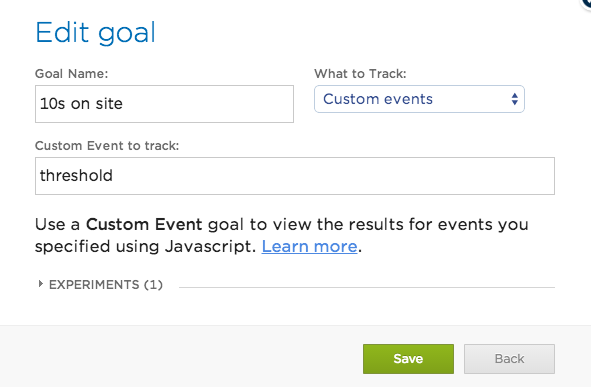 Edit goal
Goal Name: What to Track:
10s on site Custom events
Custom Event to track:
threshold
Use a Custom Event goal to view the results for events you
specified using Javascript. Learn more.
EXPERIMENTS (1)
Save Back